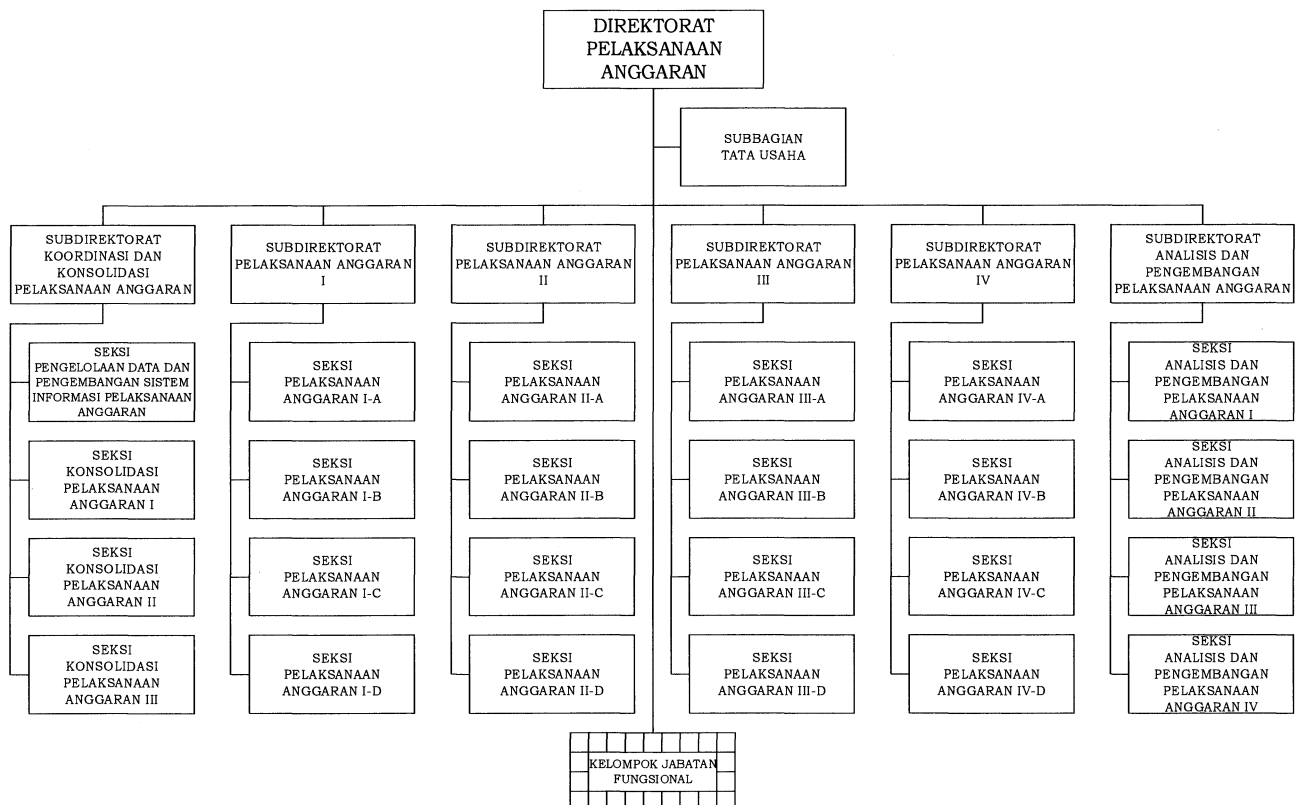 DIREKTORAT
PELAKSANAAN
ANGGARAN
SUBBAGIAN
TATA USAHA
SUBDIREKTORAT
KOORDINASI DAN
KONSOLIDASI
PELAKSANAAN ANGGARAN
SUBDIREKTORAT
PELAKSANAAN ANGGARAN
I
SUBDIREKTORAT
PELAKSANAAN ANGGARAN
II
SUBDIREKTORAT
PELAKSANAAN ANGGARAN
III
SUBDIREKTORAT
PELAKSANAAN ANGGARAN
IV
SUBDIREKTORAT
ANALISIS DAN
PENGEMBANGAN
PELAKSANAAN ANGGARAN
SEKSI
PENGELOLAAN DATA DAN
PENGEMBANGAN SISTEM
INFORMASI PELAKSANAAN
ANGGARAN
SEKSI
PELAKSANAAN
ANGGARAN I-A
SEKSI
PELAKSANAAN
ANGGARAN II-A
SEKSI
PELAKSANAAN
ANGGARAN III-A
SEKSI
PELAKSANAAN
ANGGARAN IV-A
SEKSI
ANALISIS DAN
PENGEMBANGAN
PELAKSANAAN
ANGGARAN I
SEKSI
KONSOLIDASI
PELAKSANAAN
ANGGARAN I
SEKSI
PELAKSANAAN
ANGGARAN I-B
SEKSI
PELAKSANAAN
ANGGARAN II-B
SEKSI
PELAKSANAAN
ANGGARAN III-B
SEKSI
PELAKSANAAN
ANGGARAN IV-B
SEKSI
ANALISIS DAN
PENGEMBANGAN
PELAKSANAAN
ANGGARAN II
SEKSI
KONSOLIDASI
PELAKSANAAN
ANGGARAN II
SEKSI
PELAKSANAAN
ANGGARAN I-C
SEKSI
PELAKSANAAN
ANGGARAN II-C
SEKSI
PELAKSANAAN
ANGGARAN III-C
SEKSI
PELAKSANAAN
ANGGARAN IV-C
SEKSI
ANALISIS DAN
PENGEMBANGAN
PELAKSANAAN
ANGGARAN III
SEKSI
KONSOLIDASI
PELAKSANAAN
ANGGARAN III
SEKSI
PELAKSANAAN
ANGGARAN I-D
SEKSI
PELAKSANAAN
ANGGARAN II-D
SEKSI
PELAKSANAAN
ANGGARAN III-D
SEKSI
PELAKSANAAN
ANGGARAN IV-D
SEKSI
ANALISIS DAN
PENGEMBANGAN
PELAKSANAAN
ANGGARAN IV
KELOMPOK JABATAN
FUNGSIONAL